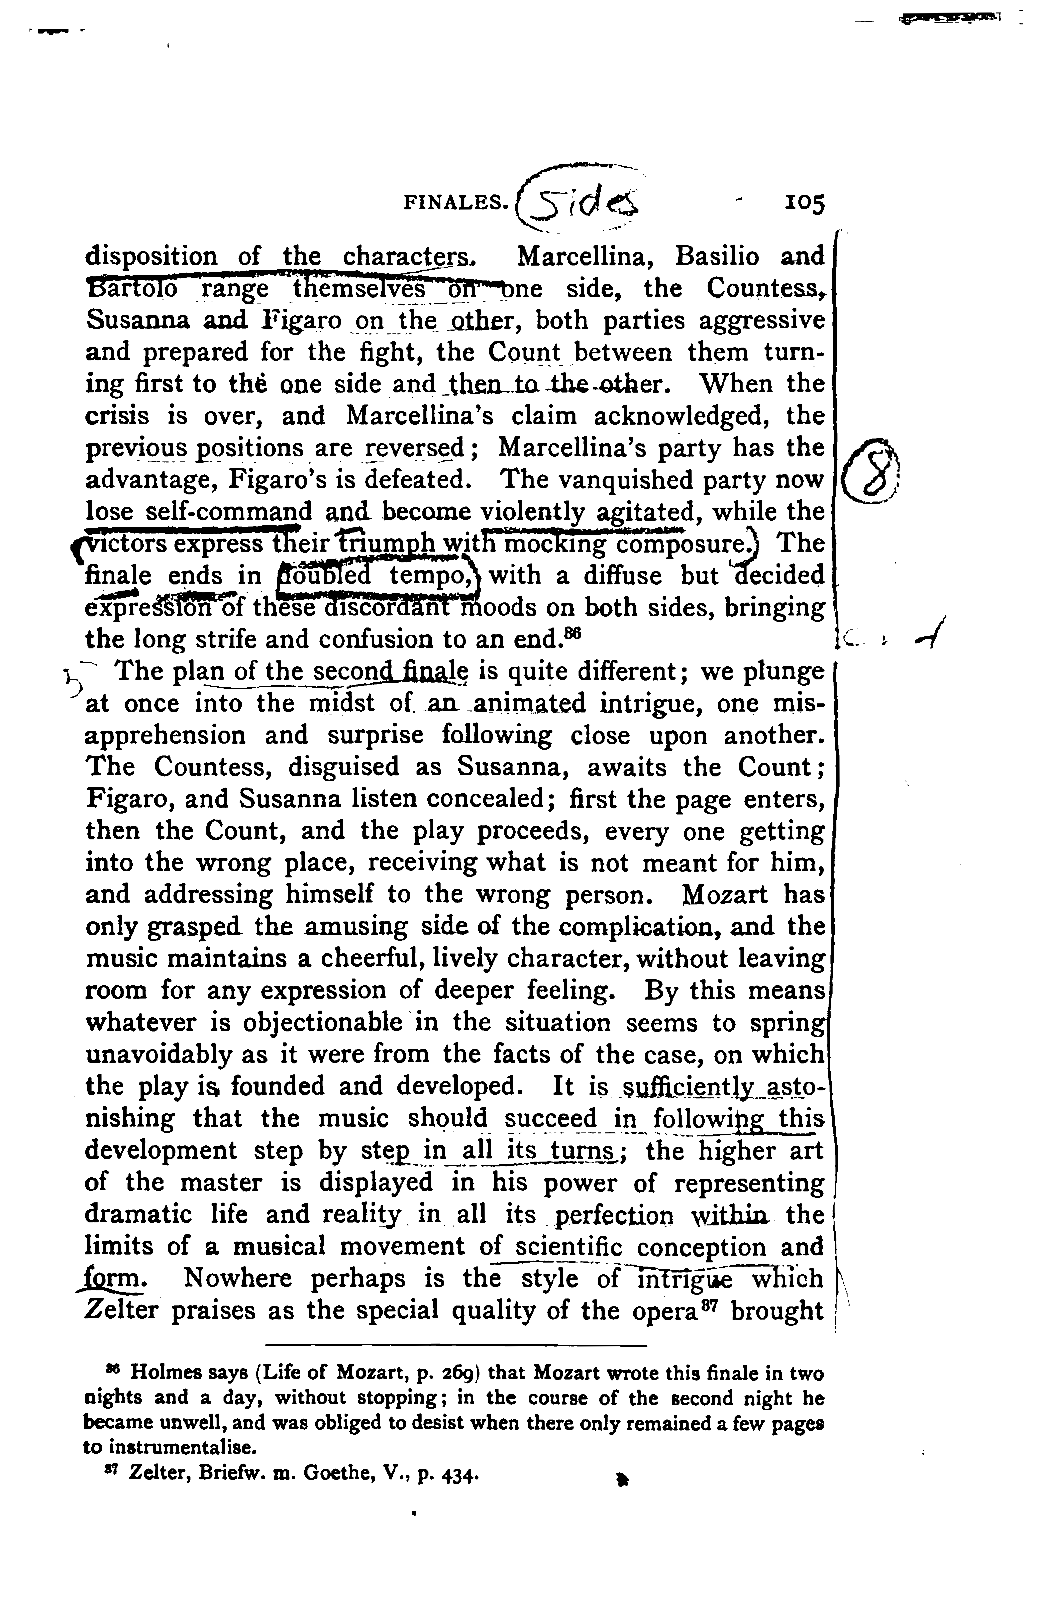 FINALES. Sides 105
disposition of the characters. Marcellina, Basilio and
Bartolo range themselves on one side, the Countess,
Susanna and Figaro on the other, both parties aggressive
and prepared for the fight, the Count between them turn-
ing first to the one side and then to the other. When the
crisis is over, and Marcellina's claim acknowledged, the
previous positions are reversed; Marcellina's party has the
advantage, Figaro's is defeated. The vanquished party now
8
lose self-command and become violently agitated, while the
victors express their triumph with mocking composure. The
finale ends in doubled tempo, with a diffuse but decided
expression of these discordant moods on both sides, bringing
the long strife and confusion to an end.⁸⁶
The plan of the second finale is quite different; we plunge
at once into the midst of an animated intrigue, one mis-
apprehension and surprise following close upon another.
The Countess, disguised as Susanna, awaits the Count;
Figaro, and Susanna listen concealed; first the page enters,
then the Count, and the play proceeds, every one getting
into the wrong place, receiving what is not meant for him,
and addressing himself to the wrong person. Mozart has
only grasped the amusing side of the complication, and the
music maintains a cheerful, lively character, without leaving
room for any expression of deeper feeling. By this means
whatever is objectionable in the situation seems to spring
unavoidably as it were from the facts of the case, on which
the play is founded and developed. It is sufficiently asto-
nishing that the music should succeed in following this
development step by step in all its turns; the higher art
of the master is displayed in his power of representing
dramatic life and reality in all its perfection within the
limits of a musical movement of scientific conception and
form. Nowhere perhaps is the style of intrigue which
Zelter praises as the special quality of the opera⁸⁷ brought
⁸⁶ Holmes says (Life of Mozart, p. 269) that Mozart wrote this finale in two
nights and a day, without stopping; in the course of the second night he
became unwell, and was obliged to desist when there only remained a few pages
to instrumentalise.
⁸⁷ Zelter, Briefw. m. Goethe, V., p. 434.